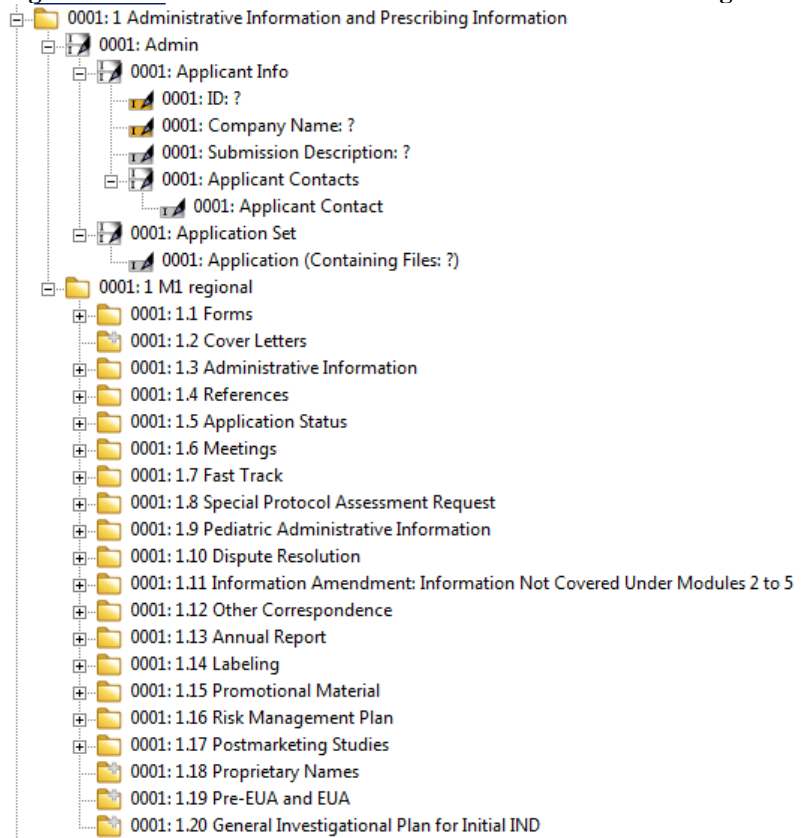 0001: 1 Administrative Information and Prescribing Information
0001: Admin
0001: Applicant Info
0001: ID: ?
0001: Company Name: ?
0001: Submission Description: ?
0001: Applicant Contacts
0001: Applicant Contact
0001: Application Set
0001: Application (Containing Files: ?)
0001: 1 M1 regional
0001: 1.1 Forms
0001: 1.2 Cover Letters
0001: 1.3 Administrative Information
0001: 1.4 References
0001: 1.5 Application Status
0001: 1.6 Meetings
0001: 1.7 Fast Track
0001: 1.8 Special Protocol Assessment Request
0001: 1.9 Pediatric Administrative Information
0001: 1.10 Dispute Resolution
0001: 1.11 Information Amendment: Information Not Covered Under Modules 2 to 5
0001: 1.12 Other Correspondence
0001: 1.13 Annual Report
0001: 1.14 Labeling
0001: 1.15 Promotional Material
0001: 1.16 Risk Management Plan
0001: 1.17 Postmarketing Studies
0001: 1.18 Proprietary Names
0001: 1.19 Pre-EUA and EUA
0001: 1.20 General Investigational Plan for Initial IND